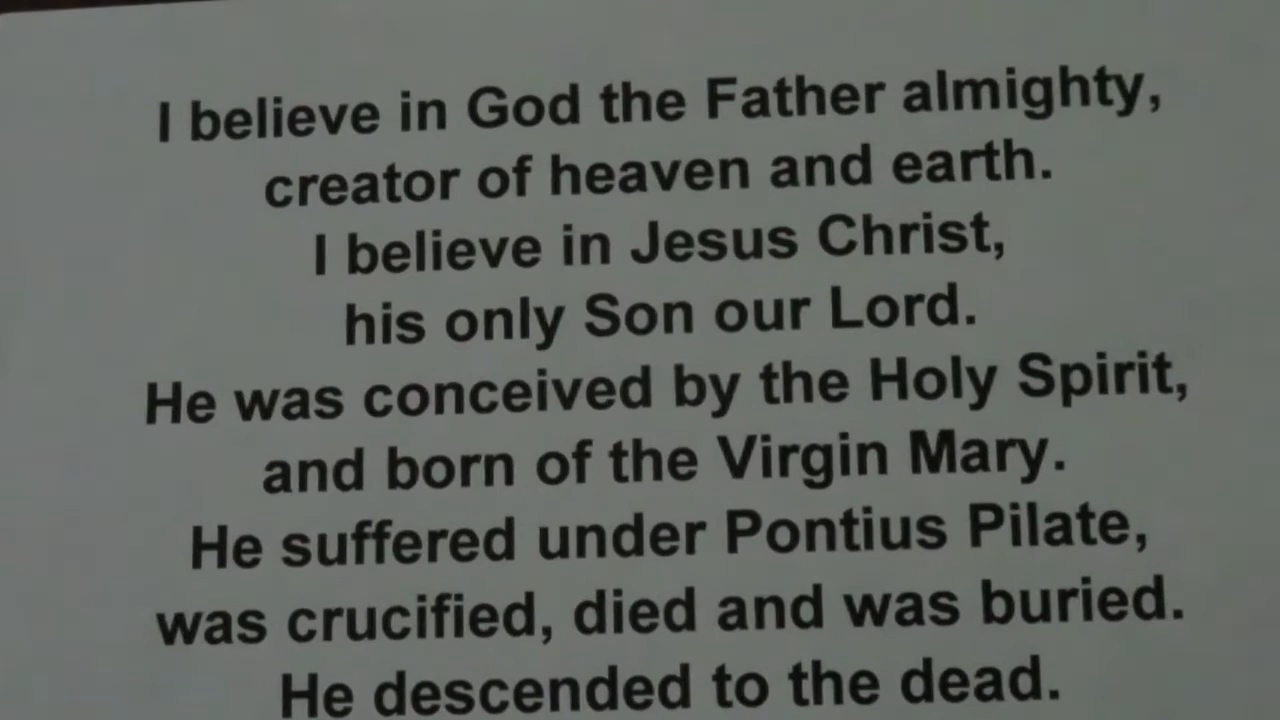 I believe in God the Father almighty,
creator of heaven and earth.
I believe in Jesus Christ,
his only Son our Lord.
He was conceived by the Holy Spirit,
and born of the Virgin Mary.
He suffered under Pontius Pilate,
was crucified, died and was buried.
He descended to the dead.